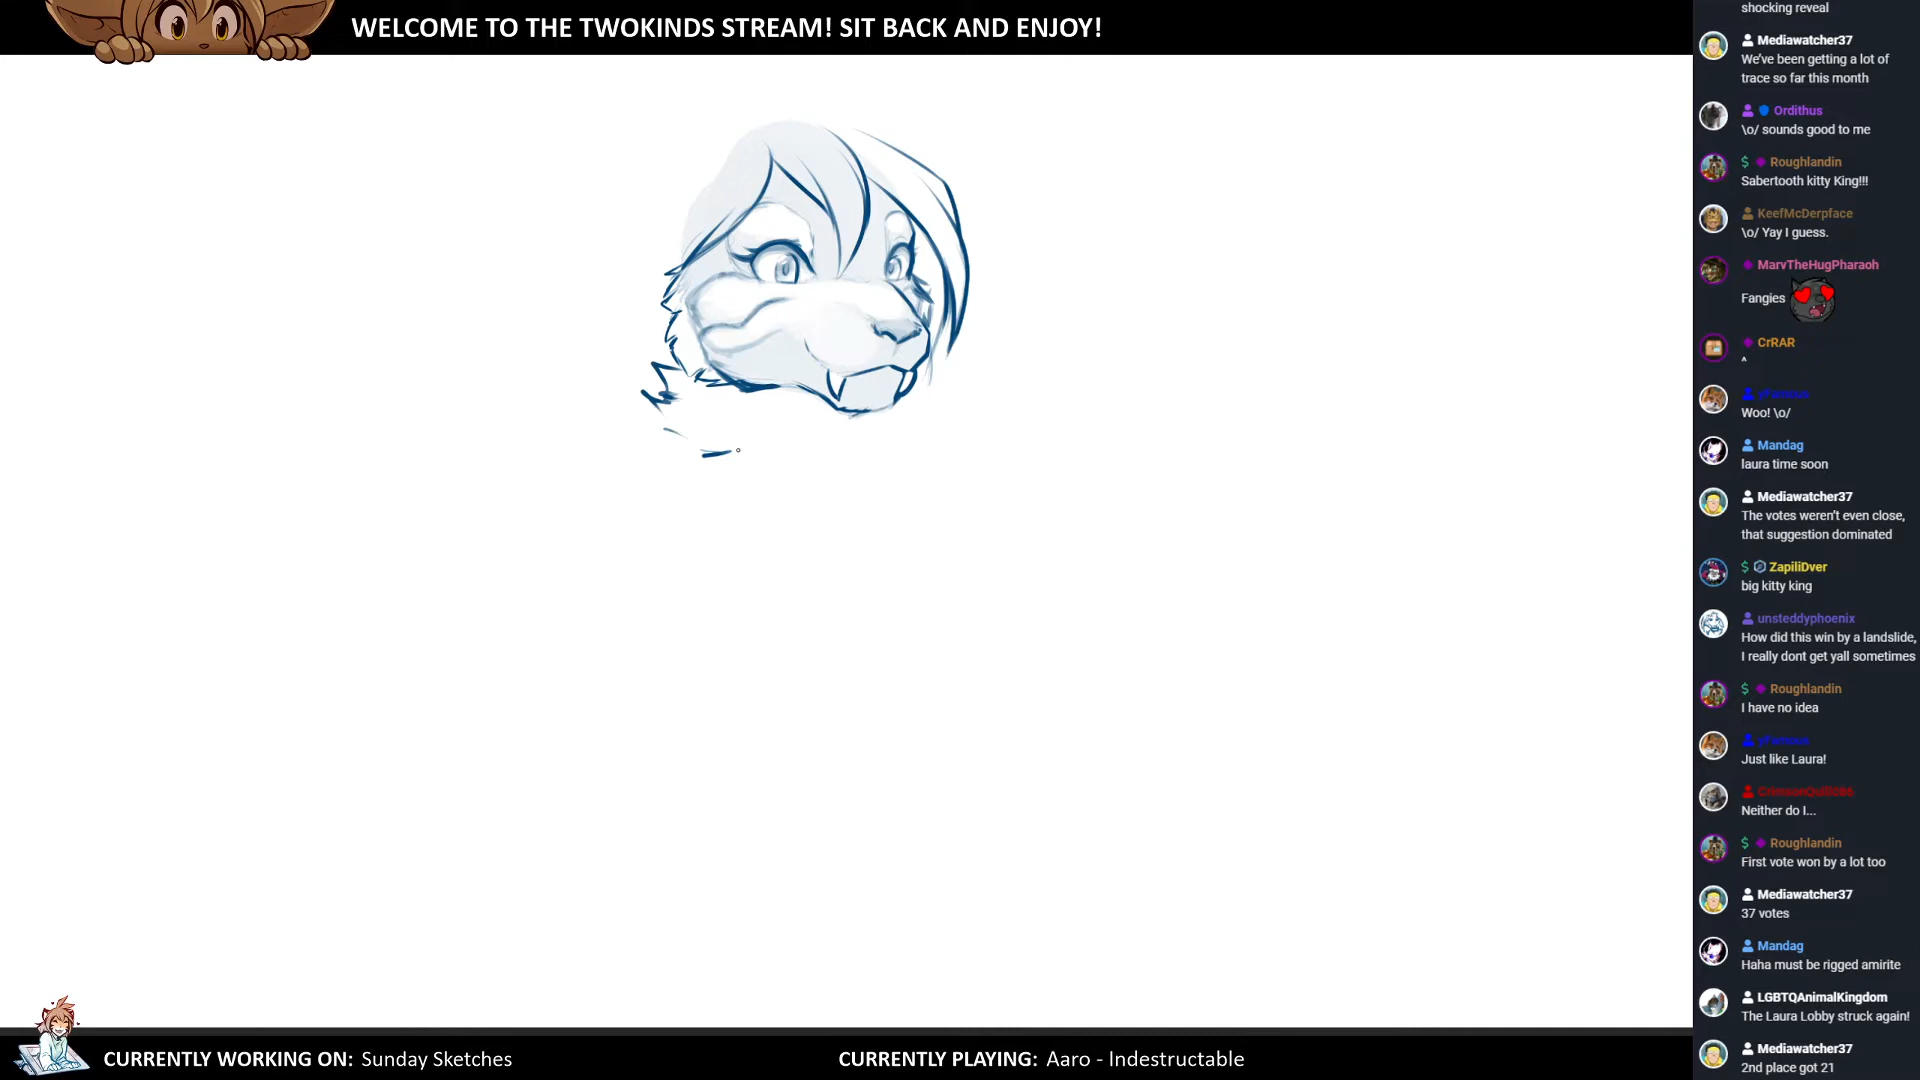 WELCOME TO THE TWOKINDS STREAM! SIT BACK AND ENJOY!
shocking reveal
Mediawatcher37
We've been getting a lot of
trace so far this month
Ordithus
\o/ sounds good to me
$ Roughlandin
Sabertooth kitty King!!!
KeefMcDerpface
\o/ Yay I guess.
MarvTheHugPharaoh
Fangies
CrRAR
^
Woo! \o/
Mandag
laura time soon
Mediawatcher37
The votes weren't even close,
that suggestion dominated
$ ZapiliDver
big kitty king
unsteddyphoenix
How did this win by a landslide,
I really dont get yall sometimes
$ Roughlandin
I have no idea
Just like Laura!
Neither do I...
$ Roughlandin
First vote won by a lot too
Mediawatcher37
37 votes
Mandag
Haha must be rigged amirite
LGBTQAnimalKingdom
The Laura Lobby struck again!
Mediawatcher37
2nd place got 21
CURRENTLY WORKING ON: Sunday Sketches
CURRENTLY PLAYING: Aaro - Indestructable